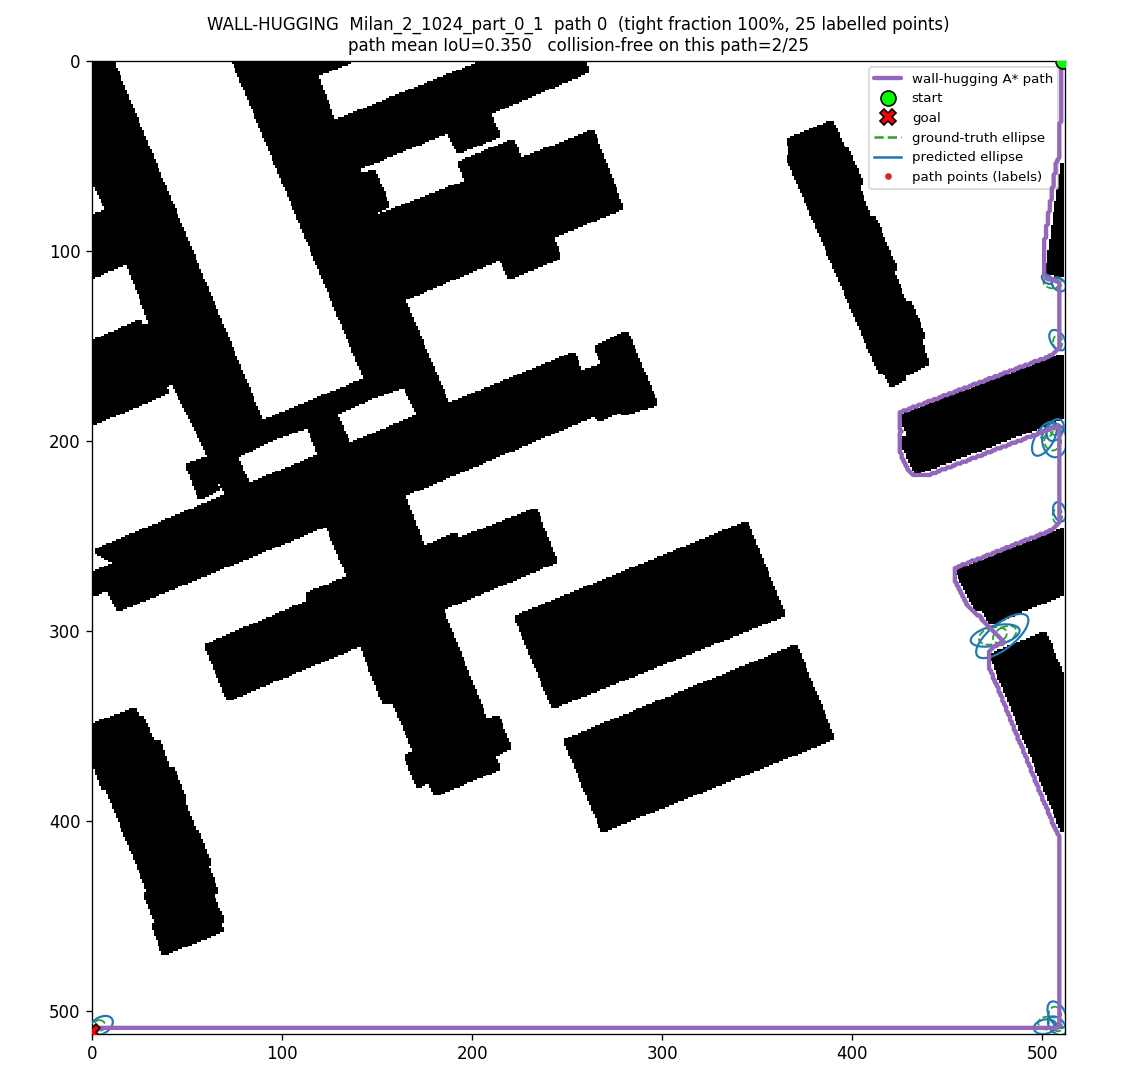 WALL-HUGGING  Milan_2_1024_part_0_1  path 0  (tight fraction 100%, 25 labelled points)
path mean IoU=0.350   collision-free on this path=2/25
wall-hugging A* path
start
goal
ground-truth ellipse
predicted ellipse
path points (labels)
0
100
200
300
400
500
0
100
200
300
400
500